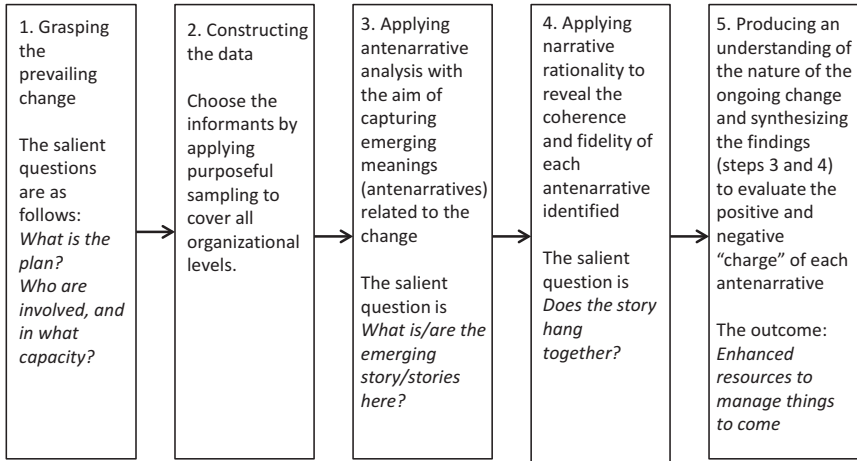 1. Grasping
the
prevailing
change
The salient
questions
are as
follows:
What is the
plan?
Who are
involved, and
in what
capacity?
2. Constructing
the data
Choose the
informants by
applying
purposeful
sampling to
cover all
organizational
levels.
3. Applying
antenarrative
analysis with
the aim of
capturing
emerging
meanings
(antenarratives)
related to the
change
The salient
question is
What is/are the
emerging
story/stories
here?
4. Applying
narrative
rationality to
reveal the
coherence
and fidelity of
each
antenarrative
identified
The salient
question is
Does the story
hang
together?
5. Producing an
understanding of
the nature of the
ongoing change
and synthesizing
the findings
(steps 3 and 4)
to evaluate the
positive and
negative
“charge” of each
antenarrative
The outcome:
Enhanced
resources to
manage things
to come